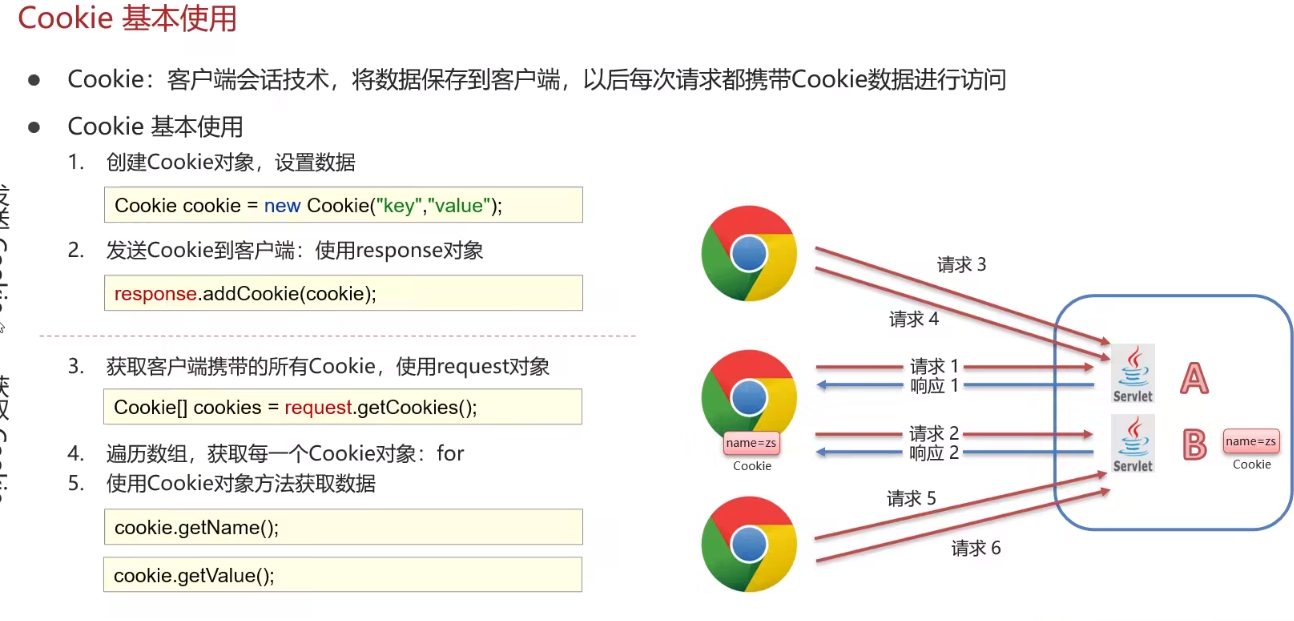 Cookie 基本使用
● Cookie：客户端会话技术，将数据保存到客户端，以后每次请求都携带Cookie数据进行访问
● Cookie 基本使用
1. 创建Cookie对象，设置数据
Cookie cookie = new Cookie("key","value");
2. 发送Cookie到客户端：使用response对象
response.addCookie(cookie);
3. 获取客户端携带的所有Cookie，使用request对象
Cookie[] cookies = request.getCookies();
4. 遍历数组，获取每一个Cookie对象：for
5. 使用Cookie对象方法获取数据
cookie.getName();
cookie.getValue();
发送 Cookie
获取 Cookie
请求 3
请求 4
请求 1
响应 1
请求 2
响应 2
请求 5
请求 6
name=zs
Cookie
Servlet
A
Servlet
B
name=zs
Cookie